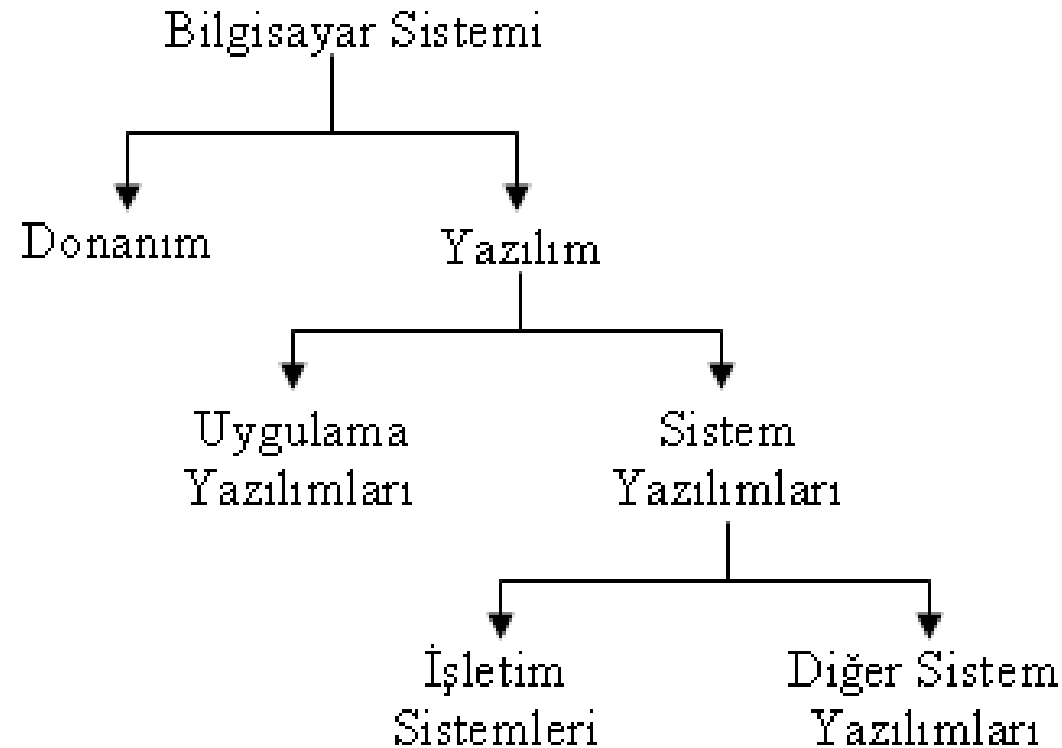 Bilgisayar Sistemi
Donanım
Yazılım
Uygulama
Yazılımları
Sistem
Yazılımları
İşletim
Sistemleri
Diğer Sistem
Yazılımları